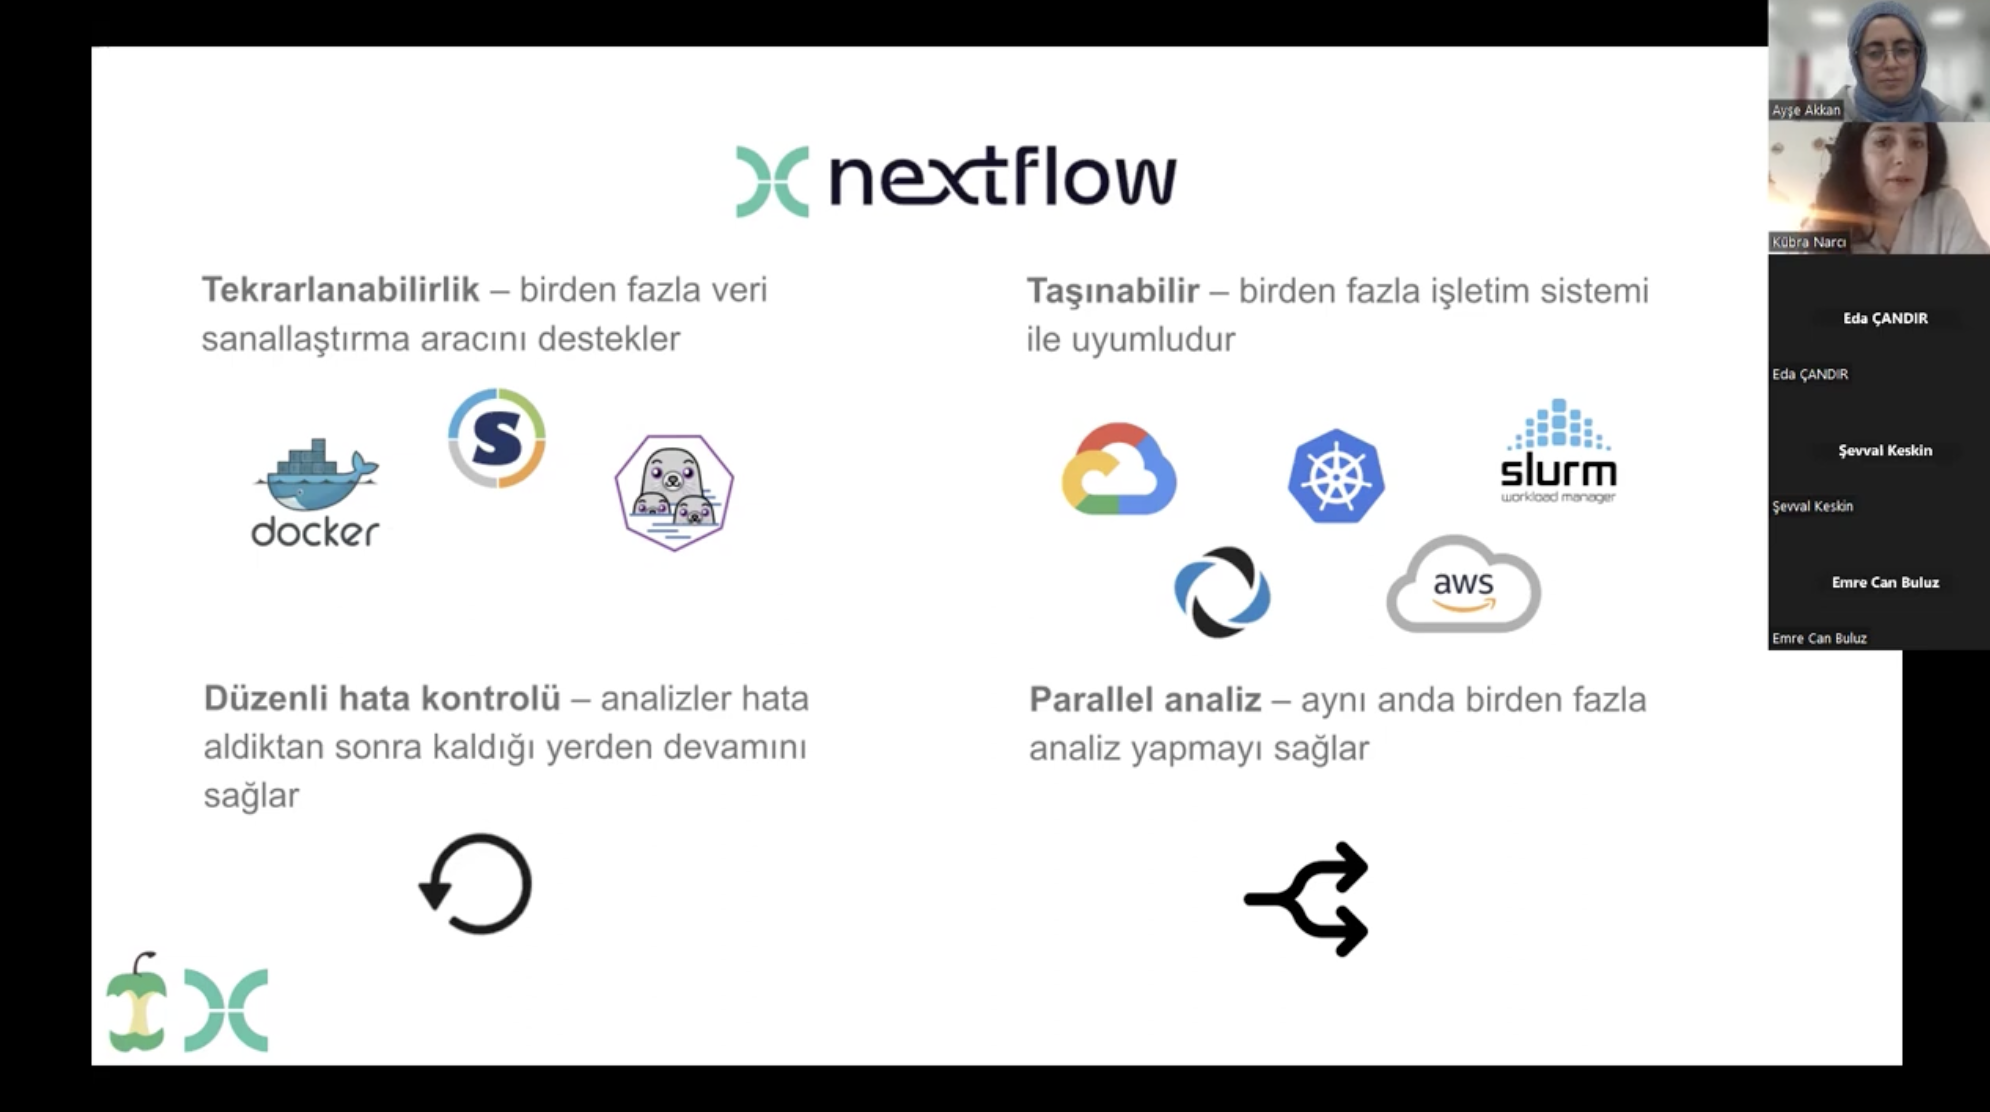 nextflow
Tekrarlanabilirlik – birden fazla veri
sanallaştırma aracını destekler
docker
S
Taşınabilir – birden fazla işletim sistemi
ile uyumludur
slurm
workload manager
aws
Düzenli hata kontrolü – analizler hata
aldiktan sonra kaldığı yerden devamını
sağlar
Parallel analiz – aynı anda birden fazla
analiz yapmayı sağlar
Ayşe Akkan
Kübra Narcı
Eda ÇANDIR
Eda ÇANDIR
Şevval Keskin
Şevval Keskin
Emre Can Buluz
Emre Can Buluz